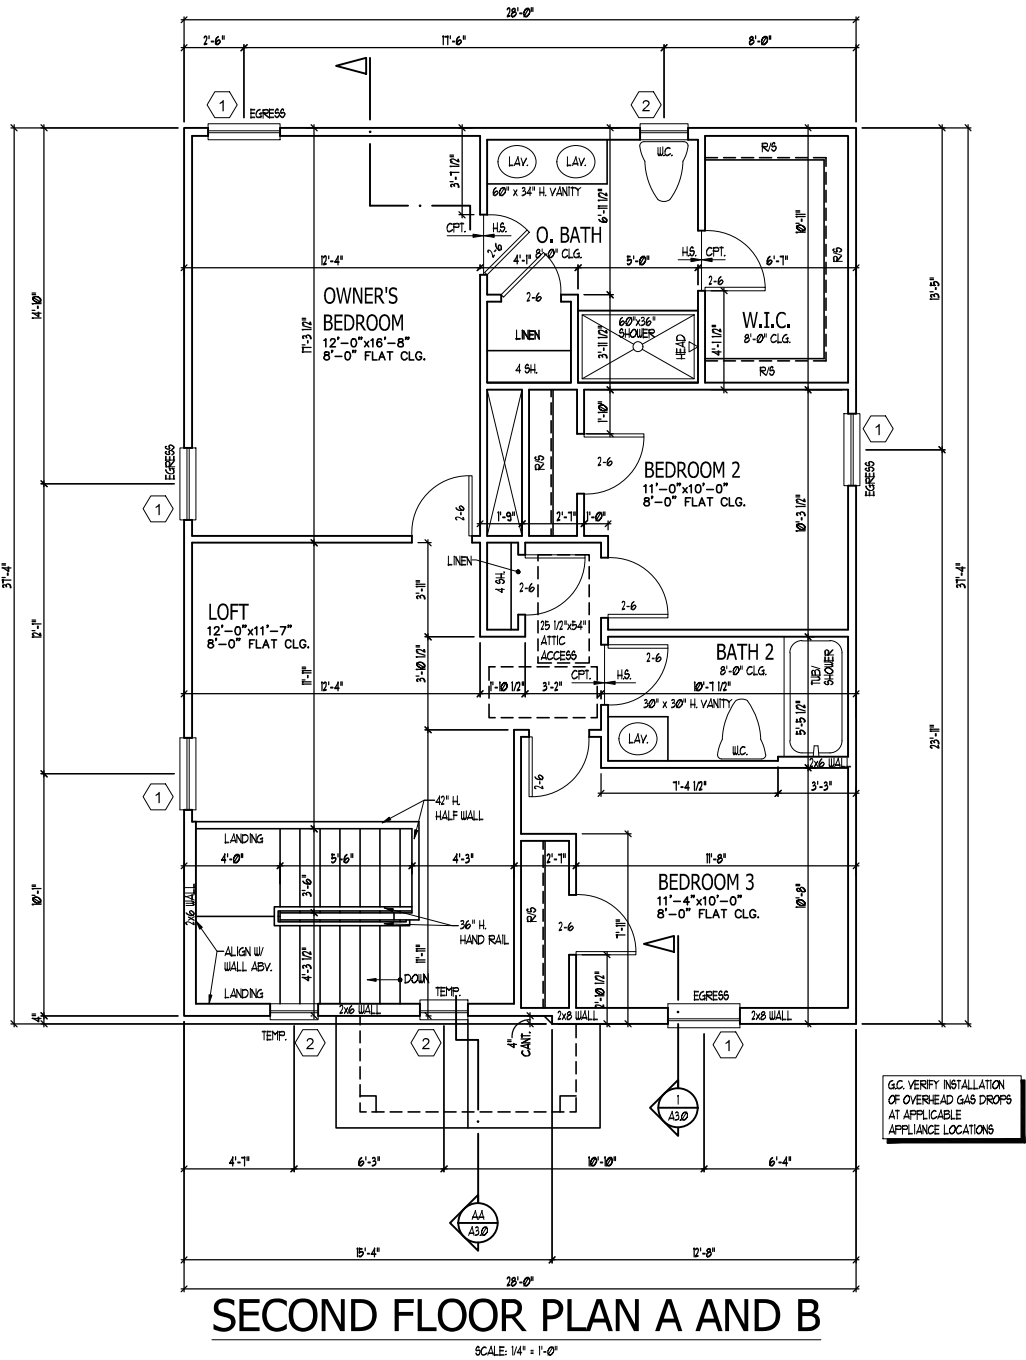 28'-0"
2'-6"
17'-6"
8'-0"
1
EGRESS
2
W.C.
R/S
LAV.
LAV.
60" x 34" H. VANITY
3'-7 1/2"
6'-11 1/2"
10'-11"
CPT.
H.S.
2-6
O. BATH
8'-0" CLG.
H.S.
CPT.
R/S
12'-4"
4'-1"
5'-0"
6'-7"
2-6
2-6
14'-10"
13'-5"
OWNER'S
BEDROOM
12'-0"x16'-8"
8'-0" FLAT CLG.
17'-3 1/2"
LINEN
60"x36"
SHOWER
3'-11 1/2"
HEAD
4'-1 1/2"
W.I.C.
8'-0" CLG.
4 SH.
R/S
1'-10"
1
EGRESS
R/S
2-6
BEDROOM 2
11'-0"x10'-0"
8'-0" FLAT CLG.
EGRESS
1
2-6
1'-9"
2'-7"
1'-0"
10'-3 1/2"
37'-4"
LINEN
4 SH.
2-6
2-6
37'-4"
3'-11"
LOFT
12'-0"x11'-7"
8'-0" FLAT CLG.
12'-1"
25 1/2"x54"
ATTIC
ACCESS
2-6
BATH 2
8'-0" CLG.
TUB/
SHOWER
11'-11"
3'-10 1/2"
CPT.
H.S.
12'-4"
1'-10 1/2"
3'-2"
10'-7 1/2"
30" x 30" H. VANITY
5'-5 1/2"
LAV.
W.C.
23'-11"
2x6 WALL
1
2-6
7'-4 1/2"
3'-3"
42" H.
HALF WALL
LANDING
4'-0"
5'-6"
4'-3"
2'-7"
11'-8"
3'-6"
BEDROOM 3
11'-4"x10'-0"
8'-0" FLAT CLG.
10'-1"
2x6 WALL
10'-8"
R/S
2-6
7'-11"
36" H.
HAND RAIL
ALIGN W/
WALL ABV.
4'-3 1/2"
11'-11"
DOWN
LANDING
TEMP.
2'-10 1/2"
EGRESS
4"
2x6 WALL
2x8 WALL
2x8 WALL
TEMP.
2
2
4"
CANT.
1
G.C. VERIFY INSTALLATION
OF OVERHEAD GAS DROPS
AT APPLICABLE
APPLIANCE LOCATIONS
1
A3.0
4'-7"
6'-3"
10'-10"
6'-4"
AA
A3.0
15'-4"
12'-8"
28'-0"
SECOND FLOOR PLAN A AND B
SCALE: 1/4" = 1'-0"